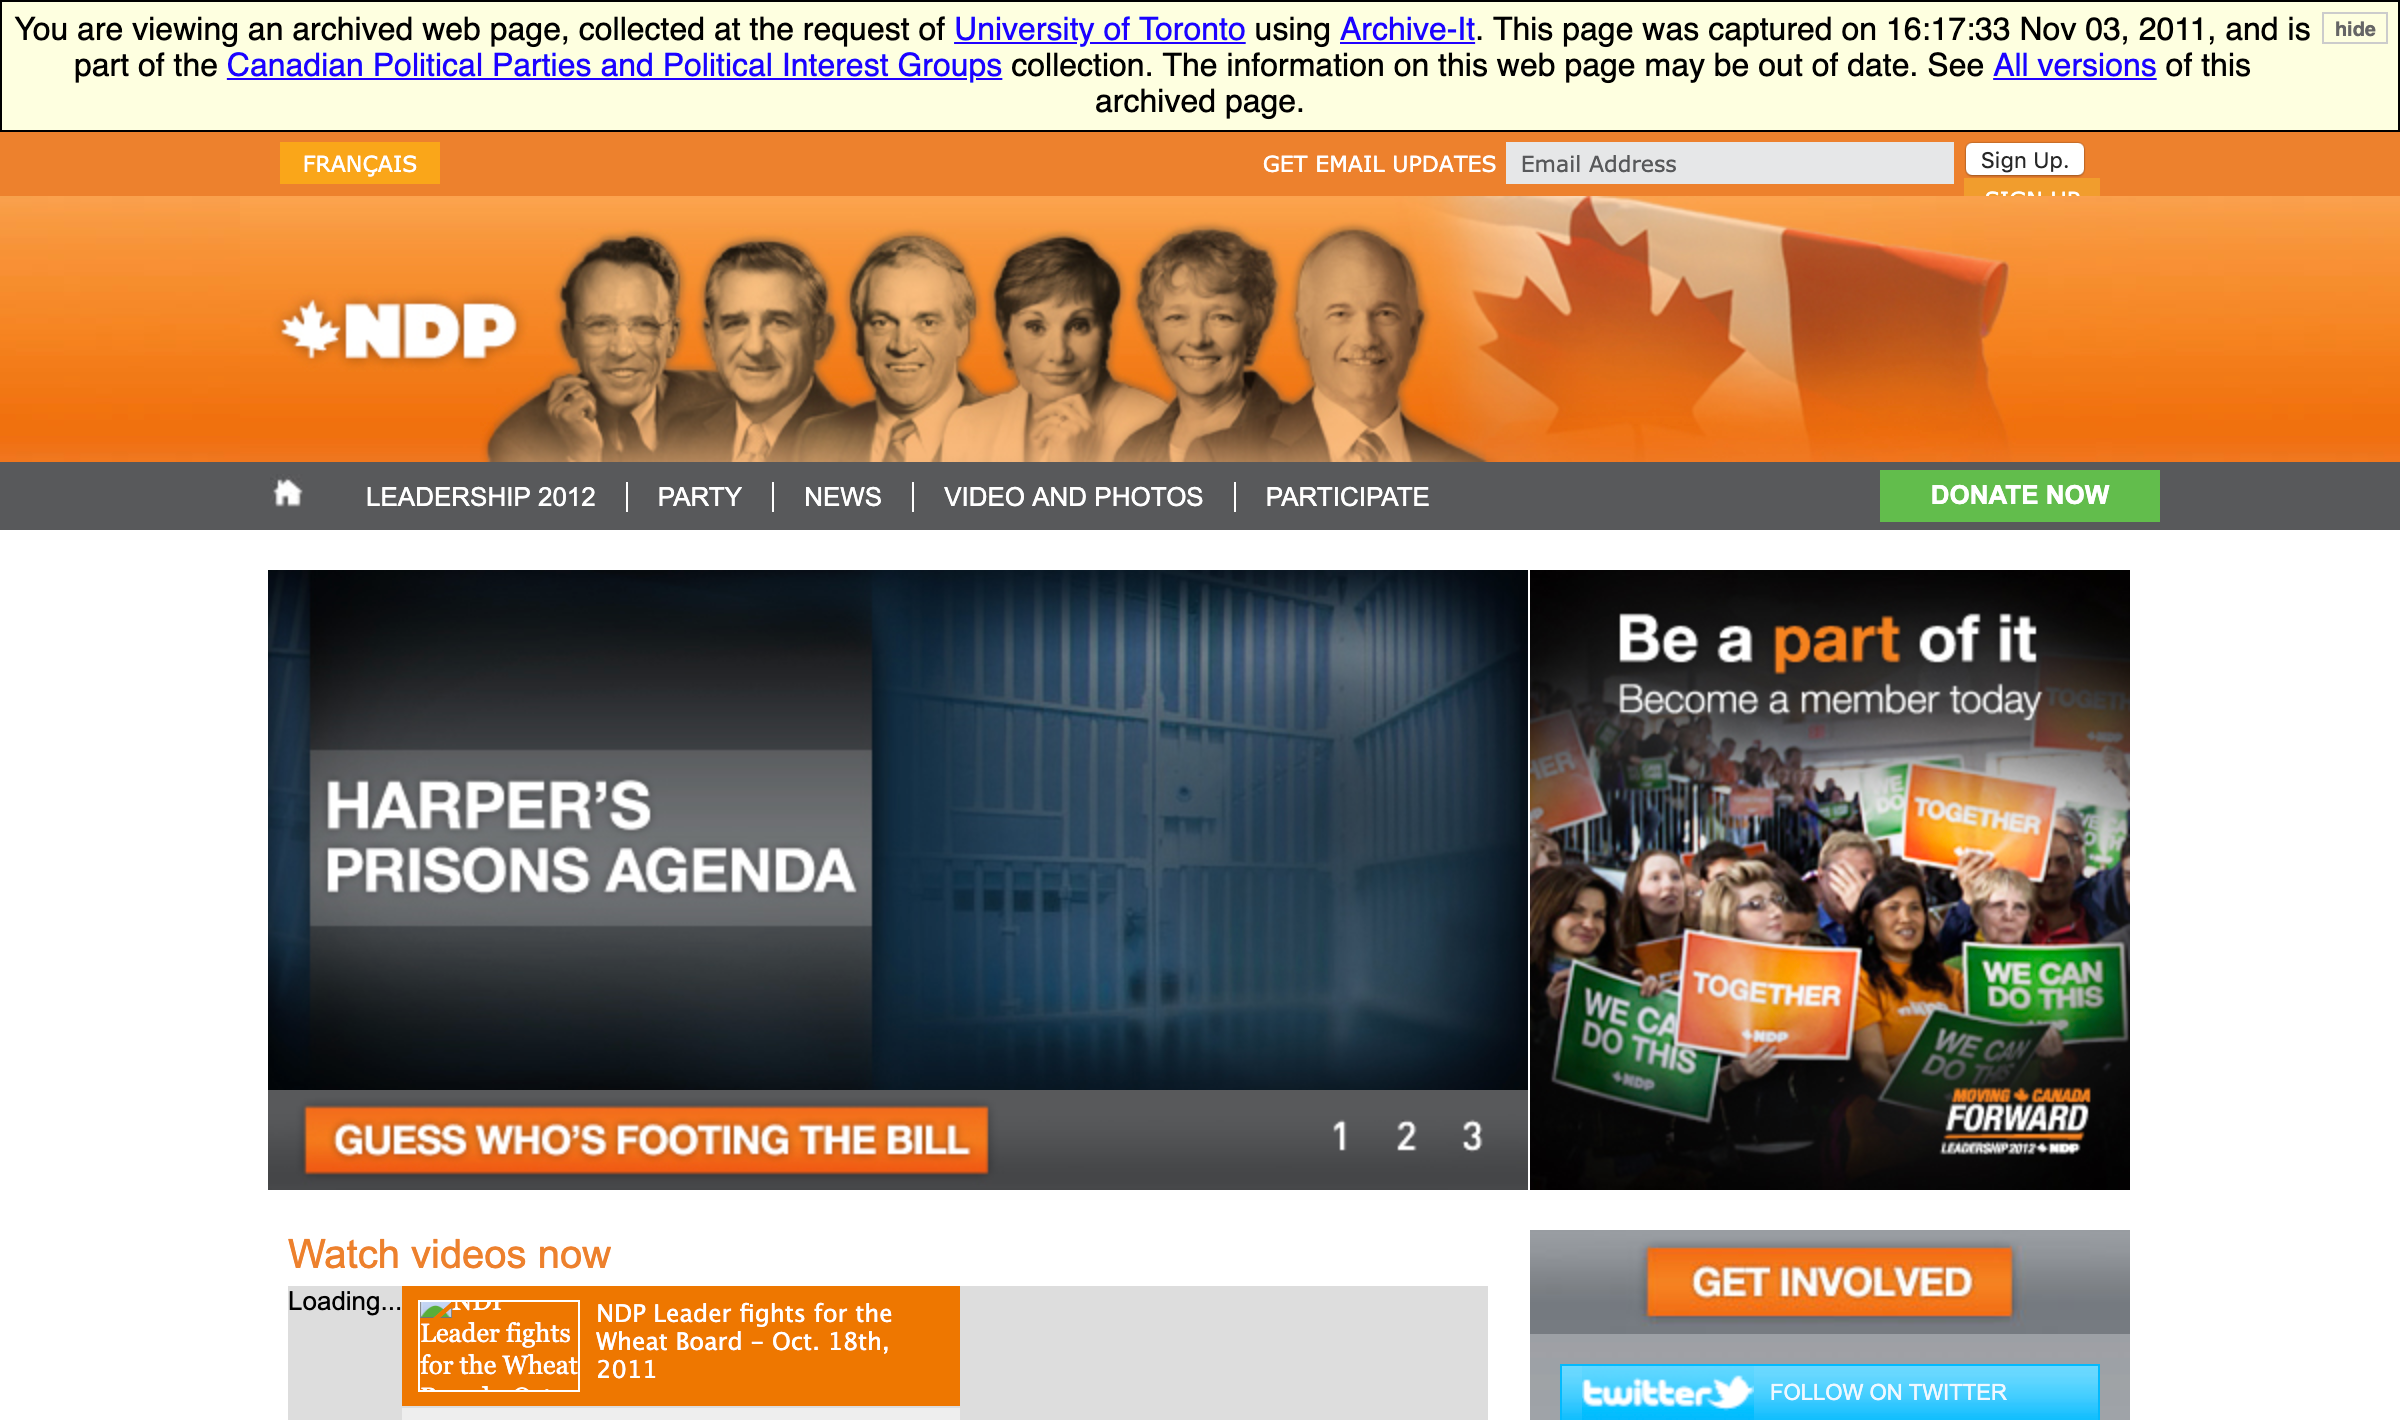 You are viewing an archived web page, collected at the request of University of Toronto using Archive-It. This page was captured on 16:17:33 Nov 03, 2011, and is
part of the Canadian Political Parties and Political Interest Groups collection. The information on this web page may be out of date. See All versions of this
archived page.
hide
FRANÇAIS
GET EMAIL UPDATES
Email Address
Sign Up.
SIGN UP
NDP
LEADERSHIP 2012
PARTY
NEWS
VIDEO AND PHOTOS
PARTICIPATE
DONATE NOW
HARPER'S
PRISONS AGENDA
GUESS WHO'S FOOTING THE BILL
1 2 3
Be a part of it
Become a member today
TOGETHER
WE CAN
DO THIS
TOGETHER
NDP
WE CA
DO THIS
NDP
WE CAN
DO THIS
MOVING CANADA
FORWARD
LEADERSHIP 2012 NDP
Watch videos now
Loading...
NDP
Leader fights
for the Wheat
NDP Leader fights for the
Wheat Board – Oct. 18th,
2011
GET INVOLVED
twitter
FOLLOW ON TWITTER